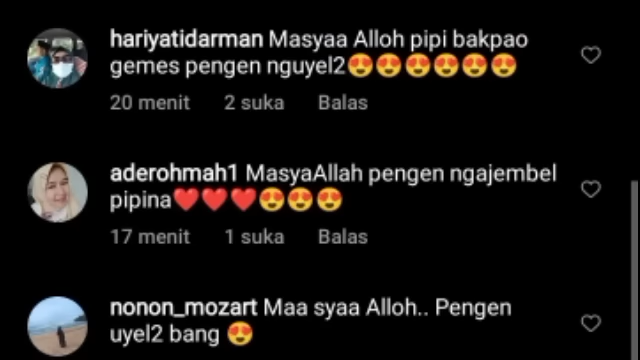 hariyatidarman Masyaa Alloh pipi bakpao
gemes pengen nguyel2😍😍😍😍😍😍
20 menit 2 suka Balas
aderohmah1 MasyaAllah pengen ngajembel
pipina❤️❤️❤️😍😍😍
17 menit 1 suka Balas
nonon_mozart Maa syaa Alloh.. Pengen
uyel2 bang 😍